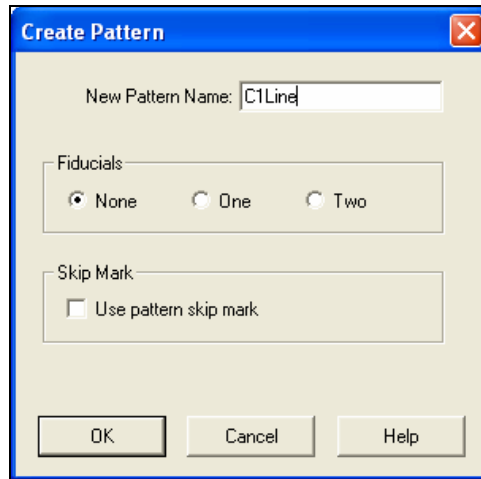 Create Pattern
New Pattern Name: C1Line
Fiducials
None One Two
Skip Mark
Use pattern skip mark
OK Cancel Help